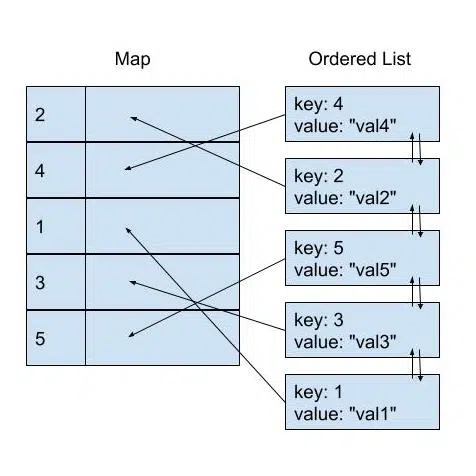 Map
Ordered List
2
4
1
3
5
key: 4
value: "val4"
key: 2
value: "val2"
key: 5
value: "val5"
key: 3
value: "val3"
key: 1
value: "val1"